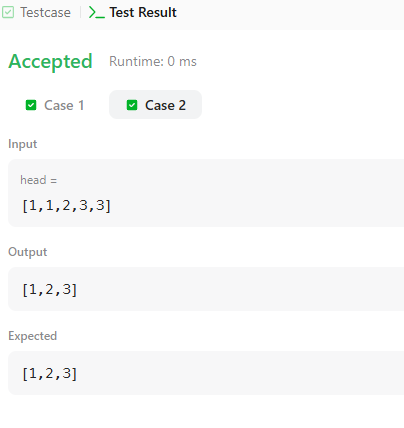 Testcase | Test Result
Accepted Runtime: 0 ms
Case 1 Case 2
Input
head =
[1,1,2,3,3]
Output
[1,2,3]
Expected
[1,2,3]